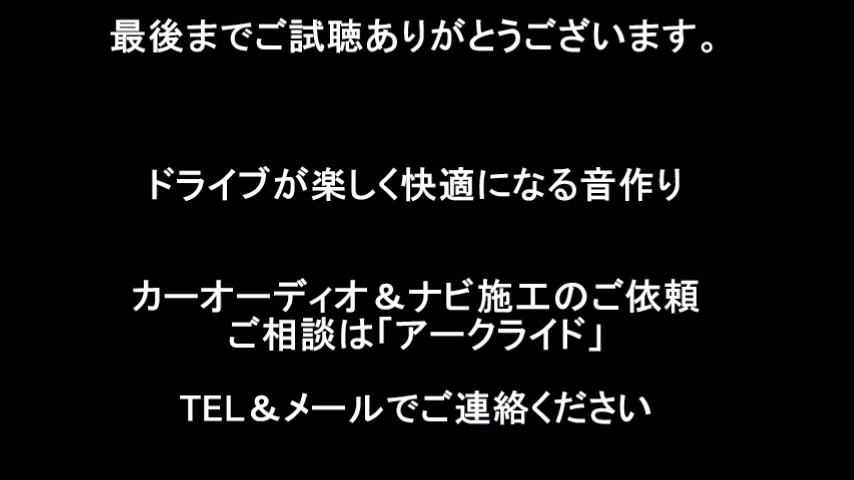 最後までご試聴ありがとうございます。
ドライブが楽しく快適になる音作り
カーオーディオ＆ナビ施工のご依頼
ご相談は「アークライド」
TEL＆メールでご連絡ください